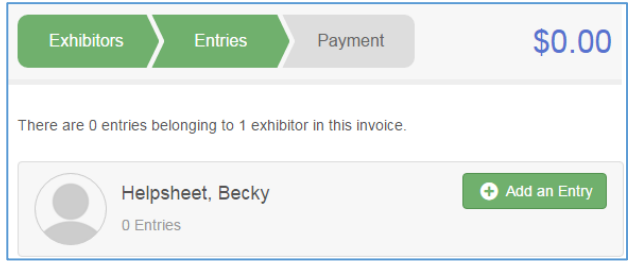 Exhibitors Entries Payment $0.00
There are 0 entries belonging to 1 exhibitor in this invoice.
Helpsheet, Becky
Add an Entry
0 Entries